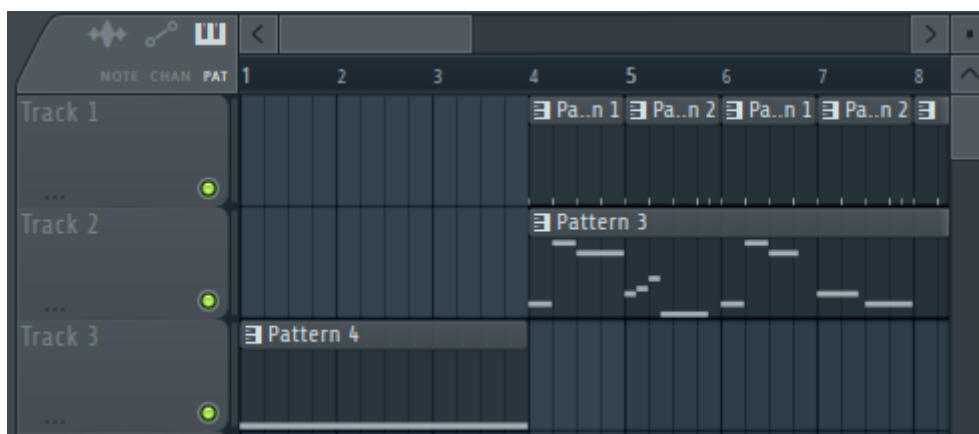 NOTE CHAN PAT 1 2 3 4 5 6 7 8
Track 1 Pa..n 1 Pa..n 2 Pa..n 1 Pa..n 2
...
Track 2 Pattern 3
...
Track 3 Pattern 4
...